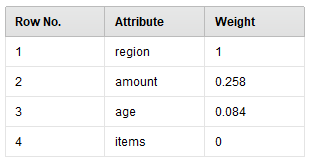 Row No. Attribute Weight
1 region 1
2 amount 0.258
3 age 0.084
4 items 0